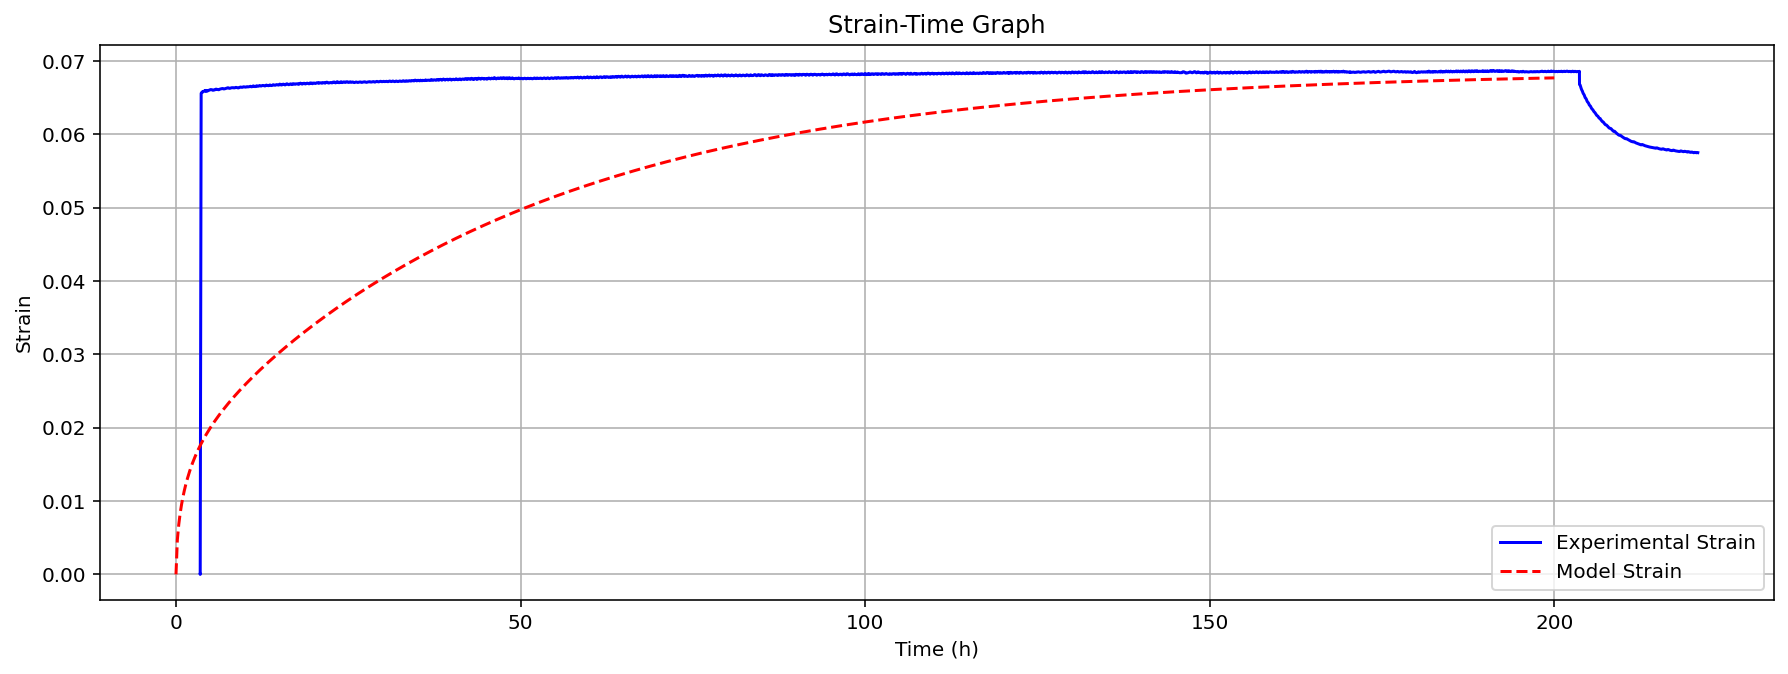 Strain-Time Graph
0.07
0.06
0.05
0.04
0.03
0.02
0.01
0.00
Strain
0 50 100 150 200
Time (h)
Experimental Strain
Model Strain